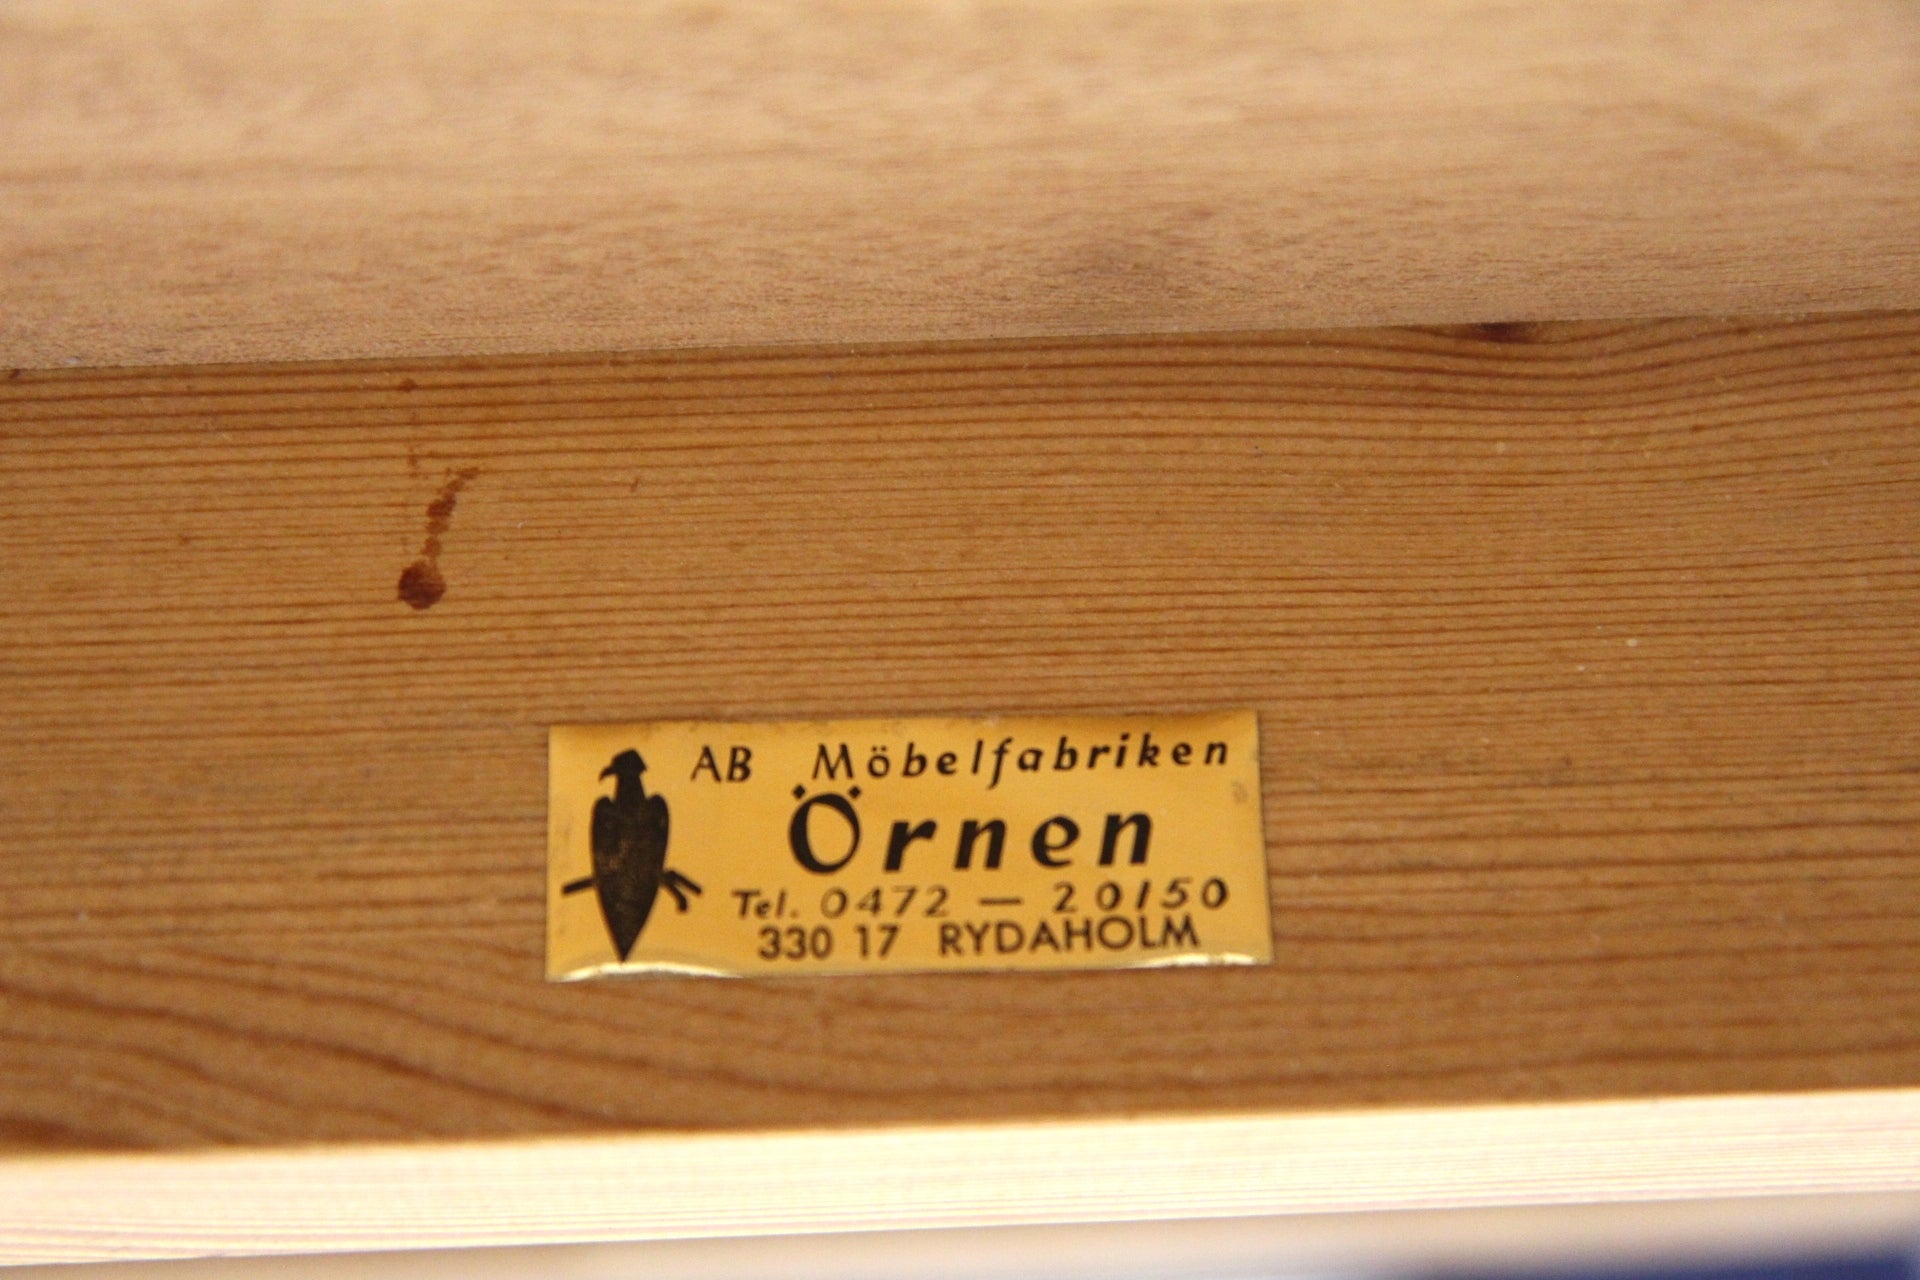 AB Möbelfabriken
Örnen
Tel. 0472 — 20150
330 17 RYDAHOLM